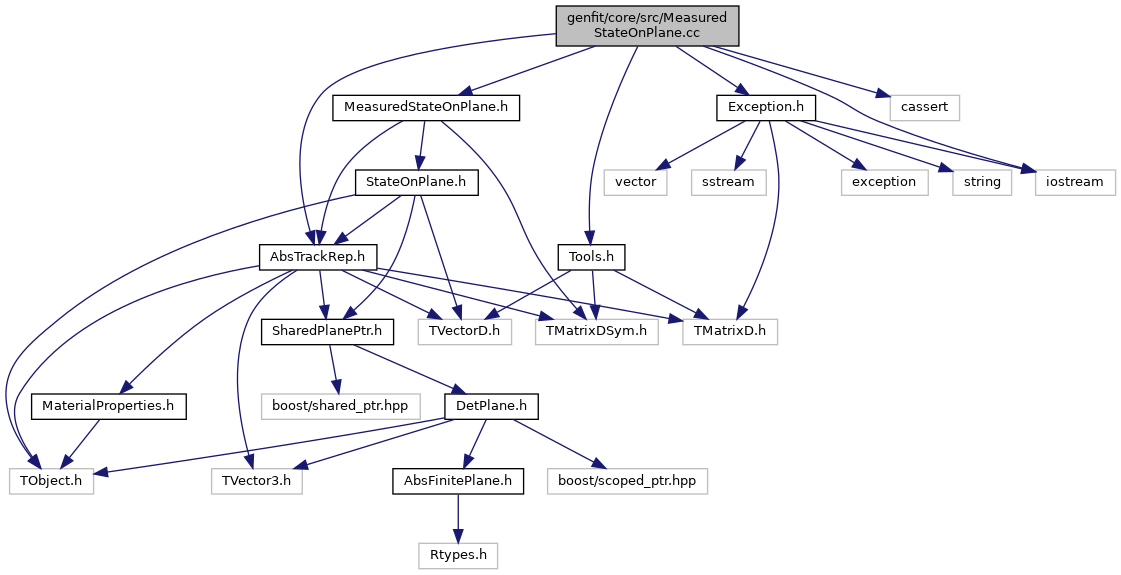 genfit/core/src/Measured
StateOnPlane.cc
MeasuredStateOnPlane.h
Exception.h
cassert
StateOnPlane.h
vector
sstream
exception
string
iostream
AbsTrackRep.h
Tools.h
SharedPlanePtr.h
TVectorD.h
TMatrixDSym.h
TMatrixD.h
MaterialProperties.h
boost/shared_ptr.hpp
DetPlane.h
TObject.h
TVector3.h
AbsFinitePlane.h
boost/scoped_ptr.hpp
Rtypes.h